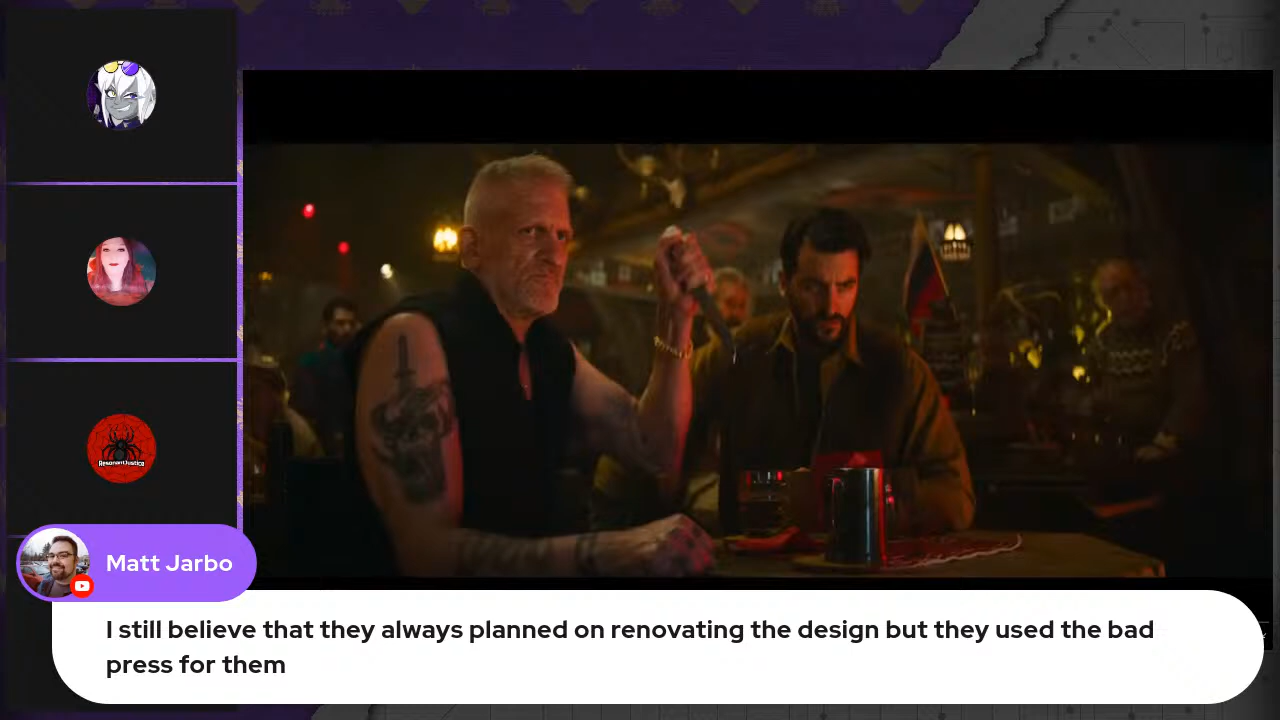 ResonantJustice
Matt Jarbo
I still believe that they always planned on renovating the design but they used the bad
press for them